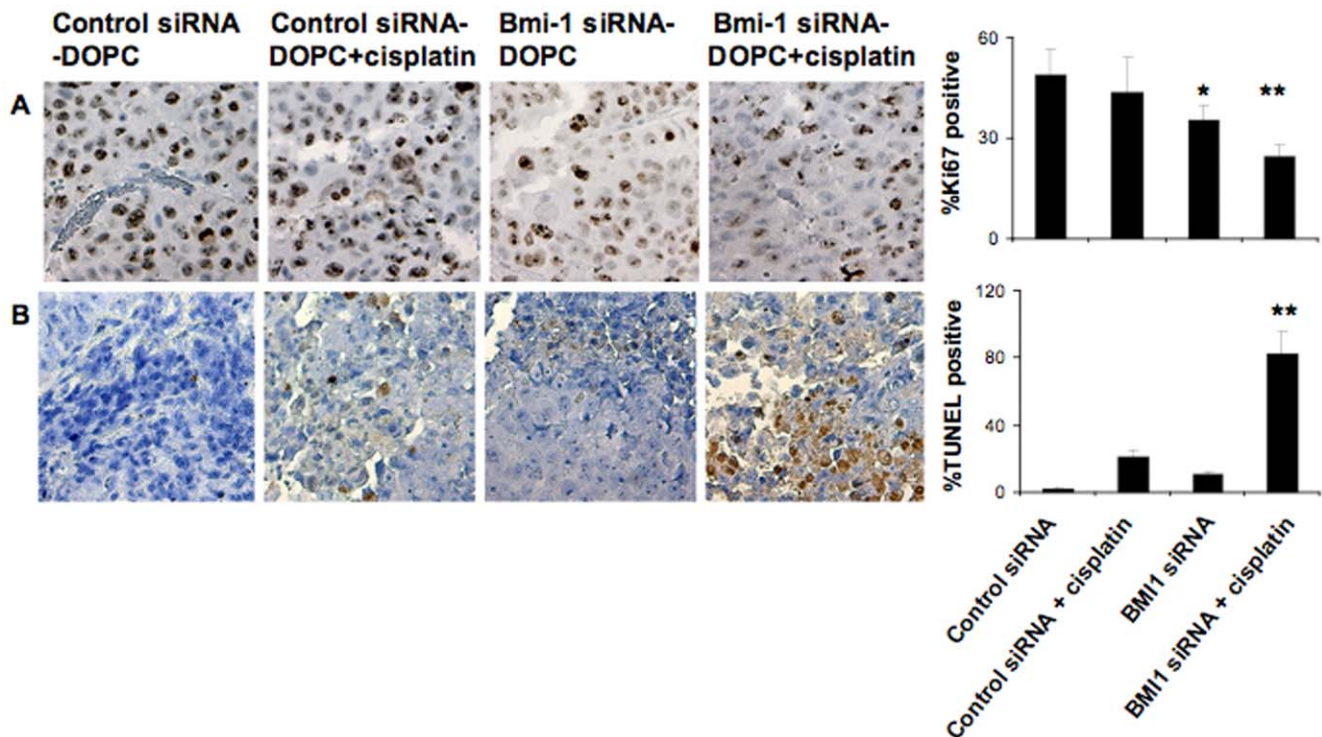 Control siRNA
-DOPC
Control siRNA-
DOPC+cisplatin
Bmi-1 siRNA-
DOPC
Bmi-1 siRNA-
DOPC+cisplatin
A
%Ki67 positive
60
30
0
*
**
B
%TUNEL positive
120
80
40
0
**
Control siRNA
Control siRNA + cisplatin
BMI1 siRNA
BMI1 siRNA + cisplatin